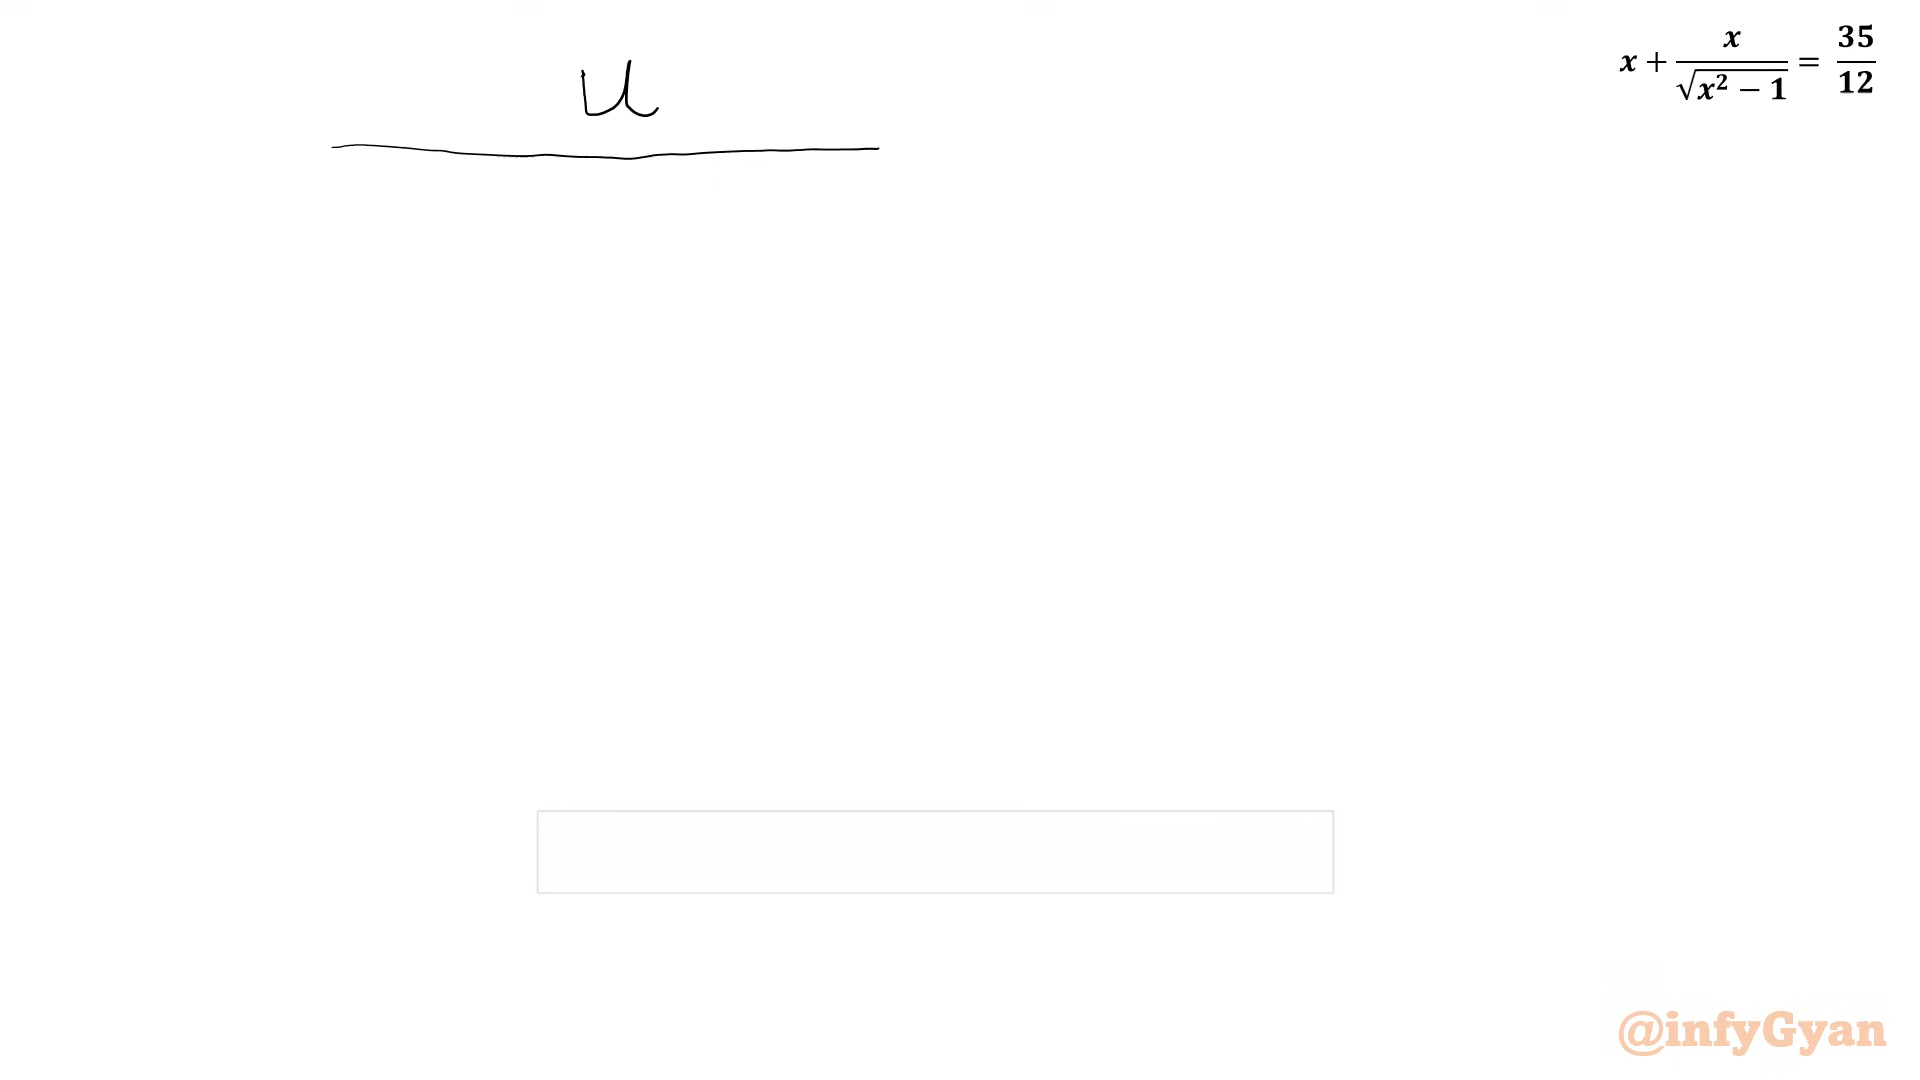 u
x + x/√(x² − 1) = 35/12
@infyGyan